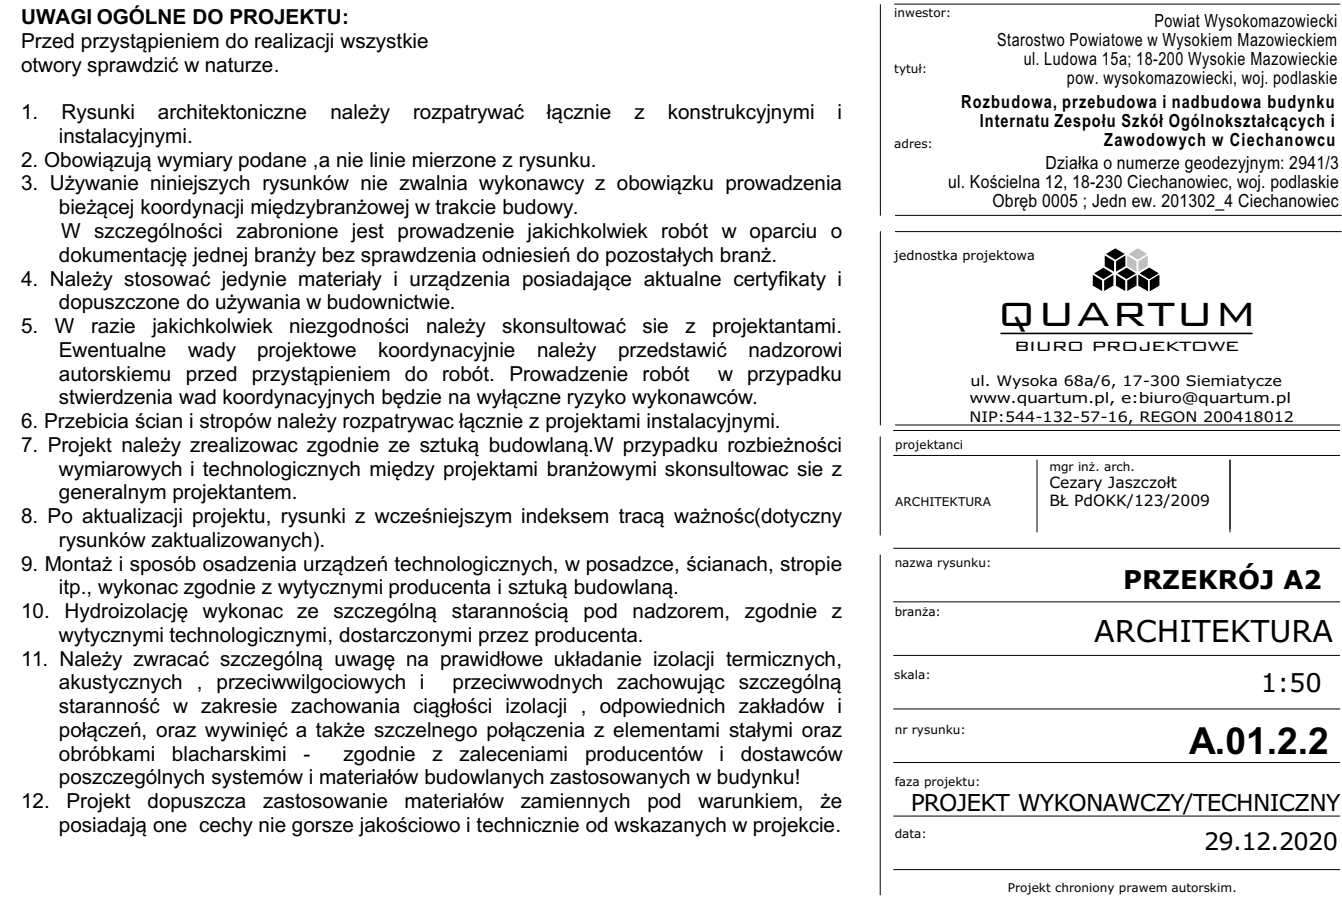 UWAGI OGÓLNE DO PROJEKTU:
Przed przystąpieniem do realizacji wszystkie
otwory sprawdzić w naturze.
1. Rysunki architektoniczne należy rozpatrywać łącznie z konstrukcyjnymi i
instalacyjnymi.
2. Obowiązują wymiary podane ,a nie linie mierzone z rysunku.
3. Używanie niniejszych rysunków nie zwalnia wykonawcy z obowiązku prowadzenia
bieżącej koordynacji międzybranżowej w trakcie budowy.
W szczególności zabronione jest prowadzenie jakichkolwiek robót w oparciu o
dokumentację jednej branży bez sprawdzenia odniesień do pozostałych branż.
4. Należy stosować jedynie materiały i urządzenia posiadające aktualne certyfikaty i
dopuszczone do używania w budownictwie.
5. W razie jakichkolwiek niezgodności należy skonsultować sie z projektantami.
Ewentualne wady projektowe koordynacyjnie należy przedstawić nadzorowi
autorskiemu przed przystąpieniem do robót. Prowadzenie robót w przypadku
stwierdzenia wad koordynacyjnych będzie na wyłączne ryzyko wykonawców.
6. Przebicia ścian i stropów należy rozpatrywac łącznie z projektami instalacyjnymi.
7. Projekt należy zrealizowac zgodnie ze sztuką budowlaną.W przypadku rozbieżności
wymiarowych i technologicznych między projektami branżowymi skonsultowac sie z
generalnym projektantem.
8. Po aktualizacji projektu, rysunki z wcześniejszym indeksem tracą ważnośc(dotyczny
rysunków zaktualizowanych).
9. Montaż i sposób osadzenia urządzeń technologicznych, w posadzce, ścianach, stropie
itp., wykonac zgodnie z wytycznymi producenta i sztuką budowlaną.
10. Hydroizolację wykonac ze szczególną starannością pod nadzorem, zgodnie z
wytycznymi technologicznymi, dostarczonymi przez producenta.
11. Należy zwracać szczególną uwagę na prawidłowe układanie izolacji termicznych,
akustycznych , przeciwwilgociowych i przeciwwodnych zachowując szczególną
staranność w zakresie zachowania ciągłości izolacji , odpowiednich zakładów i
połączeń, oraz wywinięć a także szczelnego połączenia z elementami stałymi oraz
obróbkami blacharskimi - zgodnie z zaleceniami producentów i dostawców
poszczególnych systemów i materiałów budowlanych zastosowanych w budynku!
12. Projekt dopuszcza zastosowanie materiałów zamiennych pod warunkiem, że
posiadają one cechy nie gorsze jakościowo i technicznie od wskazanych w projekcie.
inwestor:
Powiat Wysokomazowiecki
Starostwo Powiatowe w Wysokiem Mazowieckiem
ul. Ludowa 15a; 18-200 Wysokie Mazowieckie
pow. wysokomazowiecki, woj. podlaskie
tytuł:
Rozbudowa, przebudowa i nadbudowa budynku
Internatu Zespołu Szkół Ogólnokształcących i
Zawodowych w Ciechanowcu
adres:
Działka o numerze geodezyjnym: 2941/3
ul. Kościelna 12, 18-230 Ciechanowiec, woj. podlaskie
Obręb 0005 ; Jedn ew. 201302_4 Ciechanowiec
jednostka projektowa
QUARTUM
BIURO PROJEKTOWE
ul. Wysoka 68a/6, 17-300 Siemiatycze
www.quartum.pl, e:biuro@quartum.pl
NIP:544-132-57-16, REGON 200418012
projektanci
ARCHITEKTURA
mgr inż. arch.
Cezary Jaszczołt
BŁ PdOKK/123/2009
nazwa rysunku:
PRZEKRÓJ A2
branża:
ARCHITEKTURA
skala:
1:50
nr rysunku:
A.01.2.2
faza projektu:
PROJEKT WYKONAWCZY/TECHNICZNY
data:
29.12.2020
Projekt chroniony prawem autorskim.